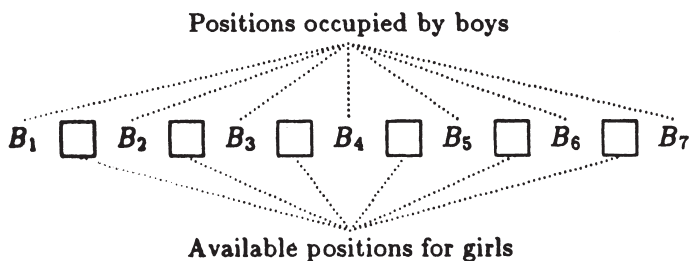 Positions occupied by boys
B₁ B₂ B₃ B₄ B₅ B₆ B₇
Available positions for girls